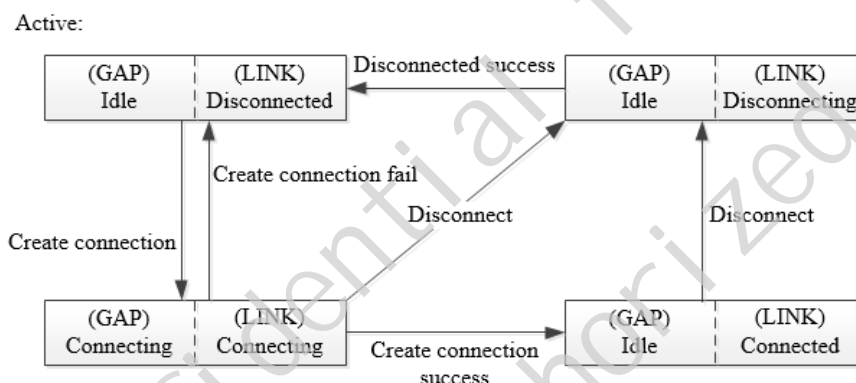 Active:
(GAP) (LINK)
Idle Disconnected
Disconnected success
(GAP) (LINK)
Idle Disconnecting
Create connection fail
Disconnect
Disconnect
Create connection
(GAP) (LINK)
Connecting Connecting
Create connection
success
(GAP) (LINK)
Idle Connected